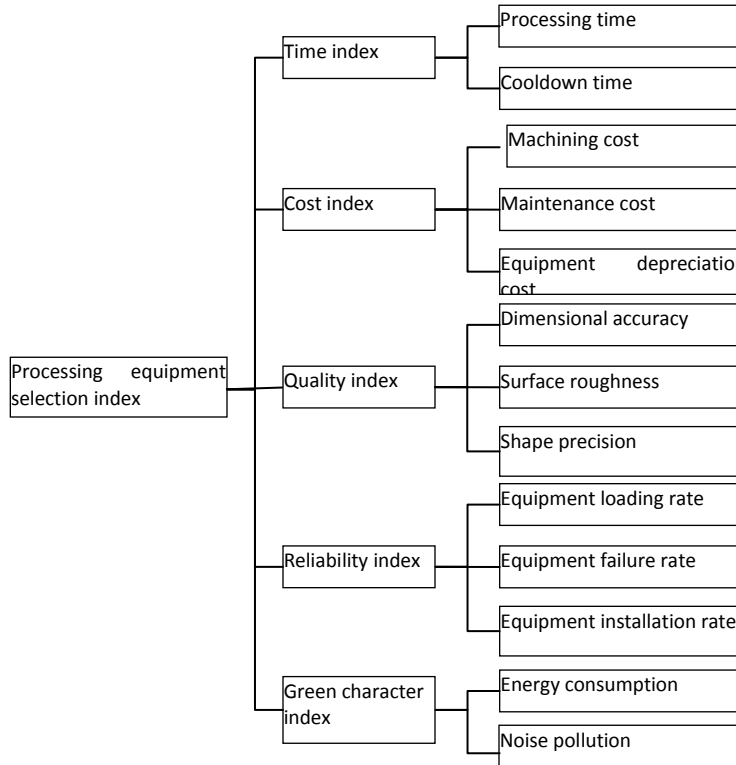 Processing equipment
selection index
Time index
Processing time
Cooldown time
Cost index
Machining cost
Maintenance cost
Equipment depreciation
cost
Quality index
Dimensional accuracy
Surface roughness
Shape precision
Reliability index
Equipment loading rate
Equipment failure rate
Equipment installation rate
Green character
index
Energy consumption
Noise pollution